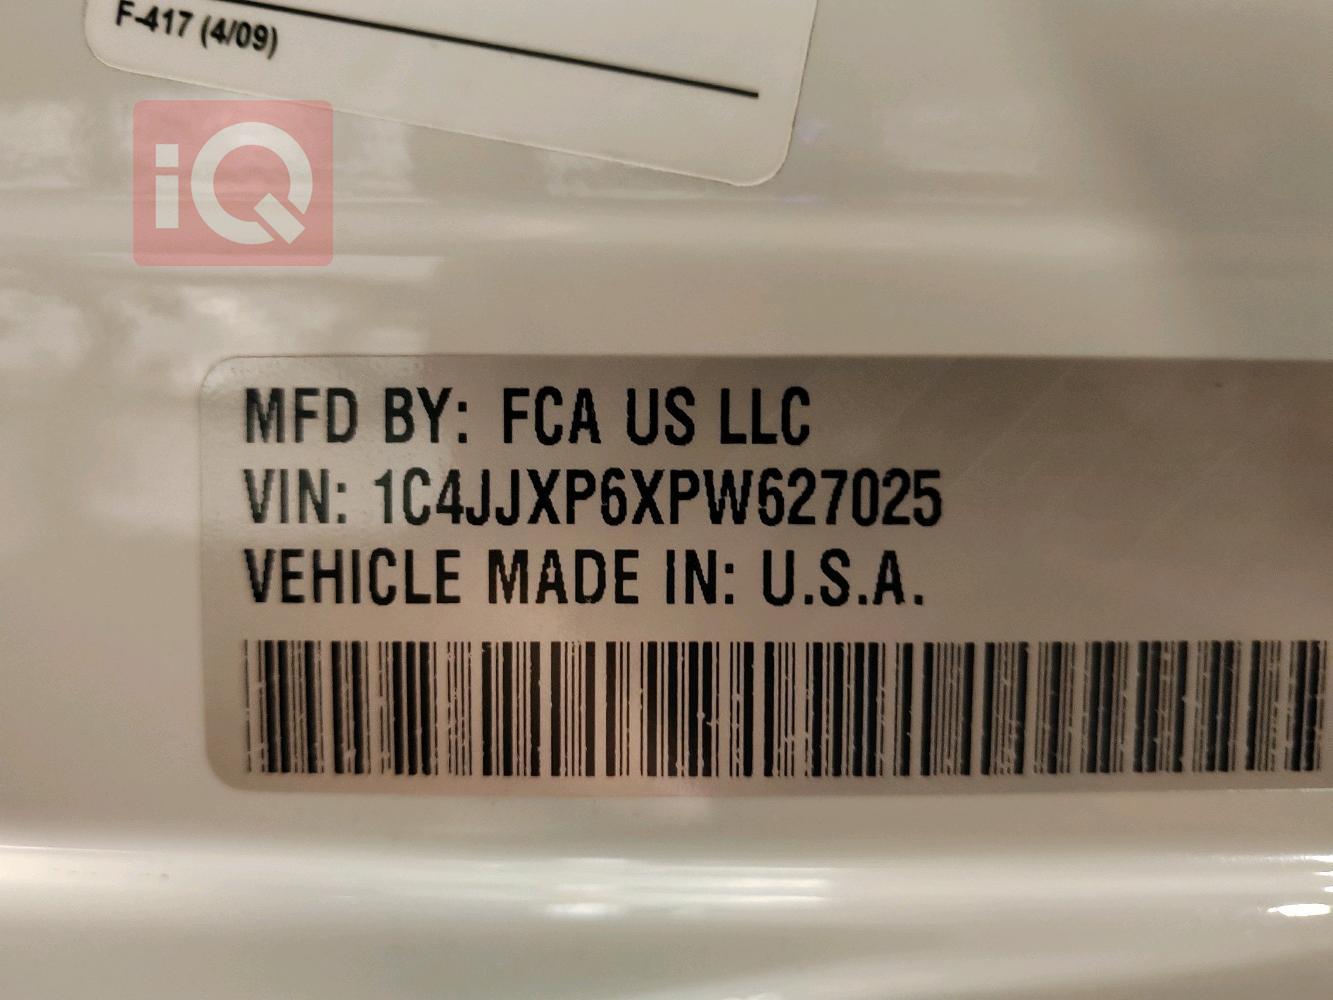 F-417 (4/09)
iQ
MFD BY: FCA US LLC
VIN: 1C4JJXP6XPW627025
VEHICLE MADE IN: U.S.A.